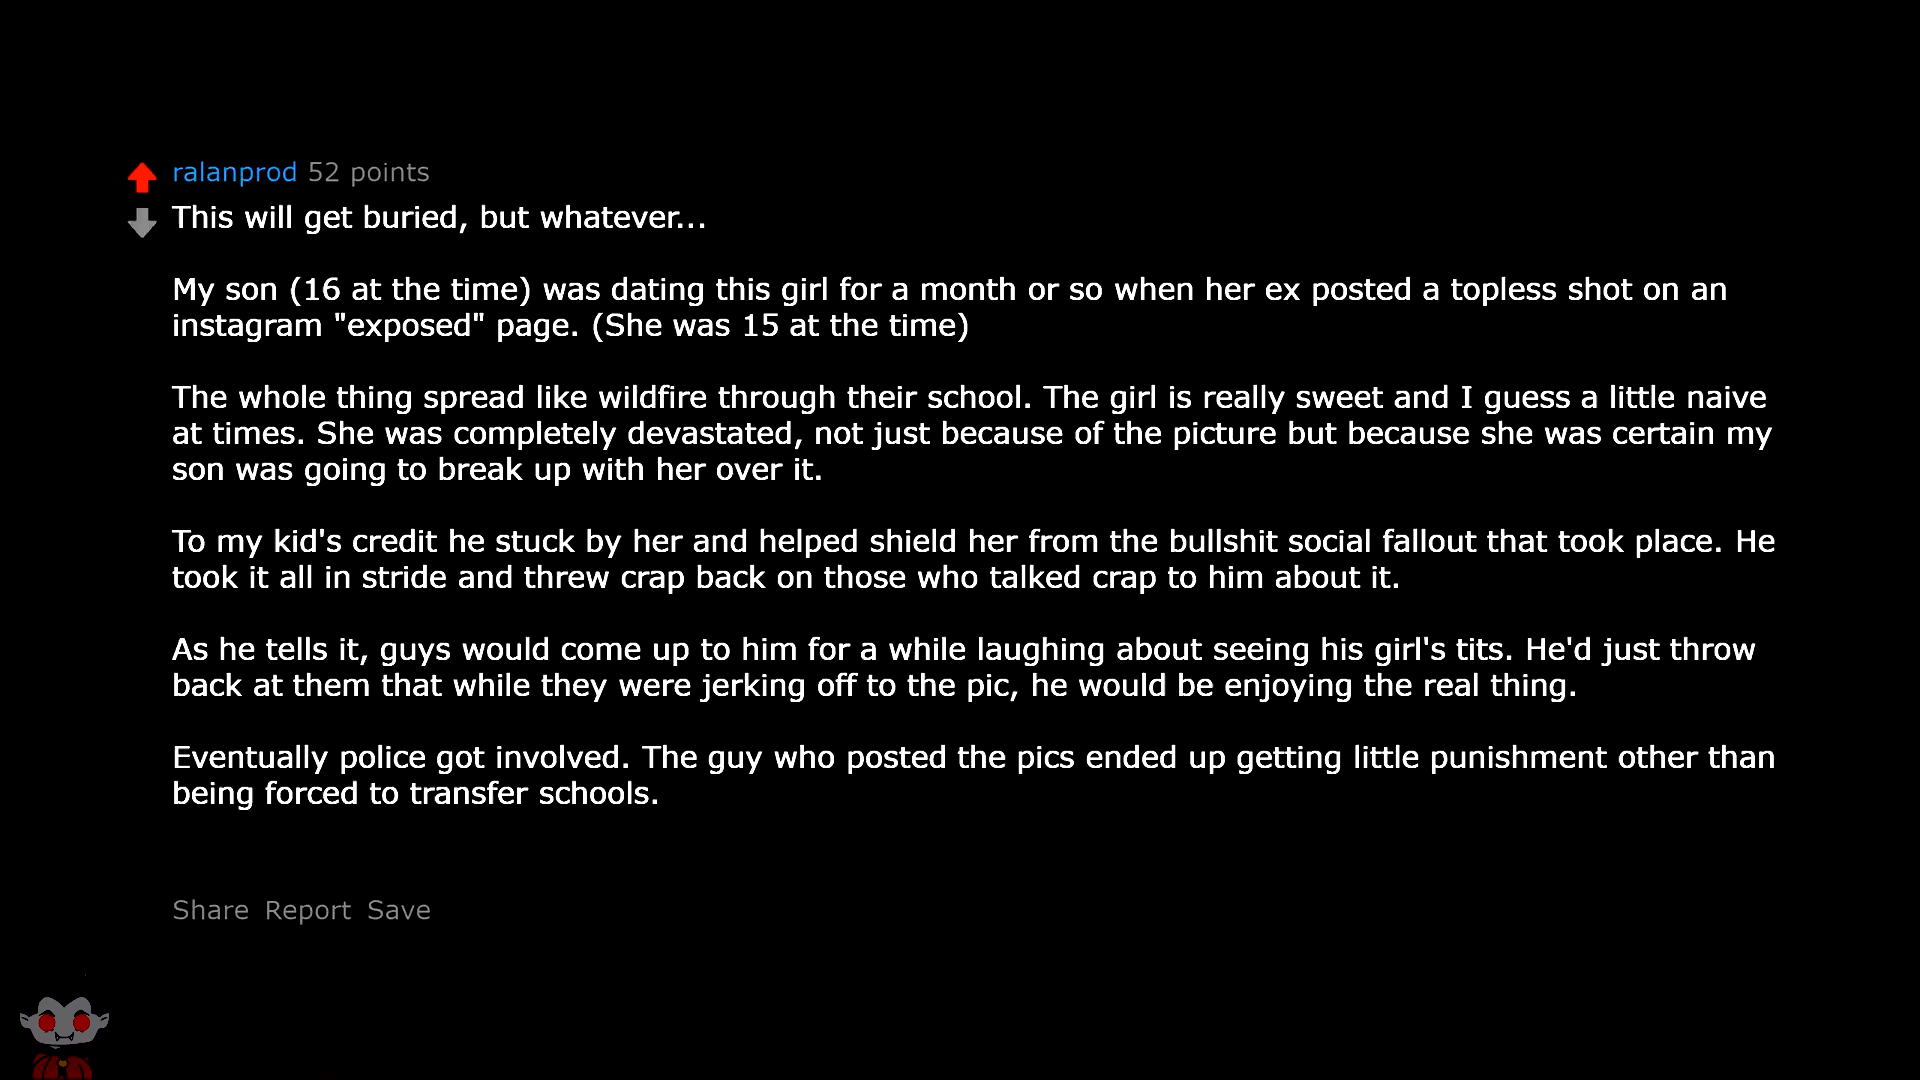 ralanprod 52 points
This will get buried, but whatever...
My son (16 at the time) was dating this girl for a month or so when her ex posted a topless shot on an
instagram "exposed" page. (She was 15 at the time)
The whole thing spread like wildfire through their school. The girl is really sweet and I guess a little naive
at times. She was completely devastated, not just because of the picture but because she was certain my
son was going to break up with her over it.
To my kid's credit he stuck by her and helped shield her from the bullshit social fallout that took place. He
took it all in stride and threw crap back on those who talked crap to him about it.
As he tells it, guys would come up to him for a while laughing about seeing his girl's tits. He'd just throw
back at them that while they were jerking off to the pic, he would be enjoying the real thing.
Eventually police got involved. The guy who posted the pics ended up getting little punishment other than
being forced to transfer schools.
Share Report Save